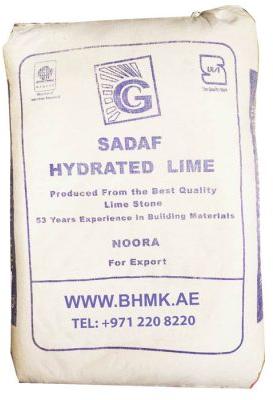 G
SADAF
HYDRATED LIME
Produced From the Best Quality
Lime Stone
53 Years Experience in Building Materials
NOORA
For Export
WWW.BHMK.AE
TEL: +971 220 8220